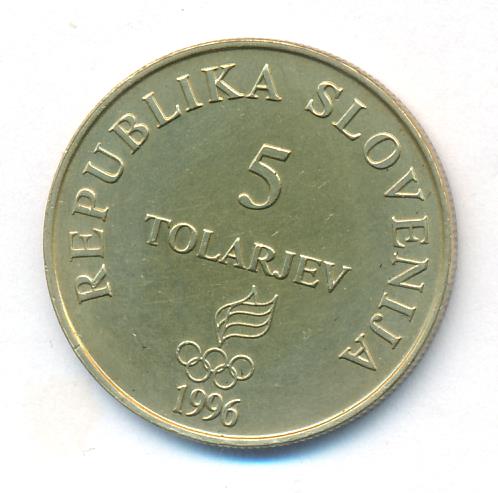 REPUBLIKA SLOVENIJA
5
TOLARJEV
1996